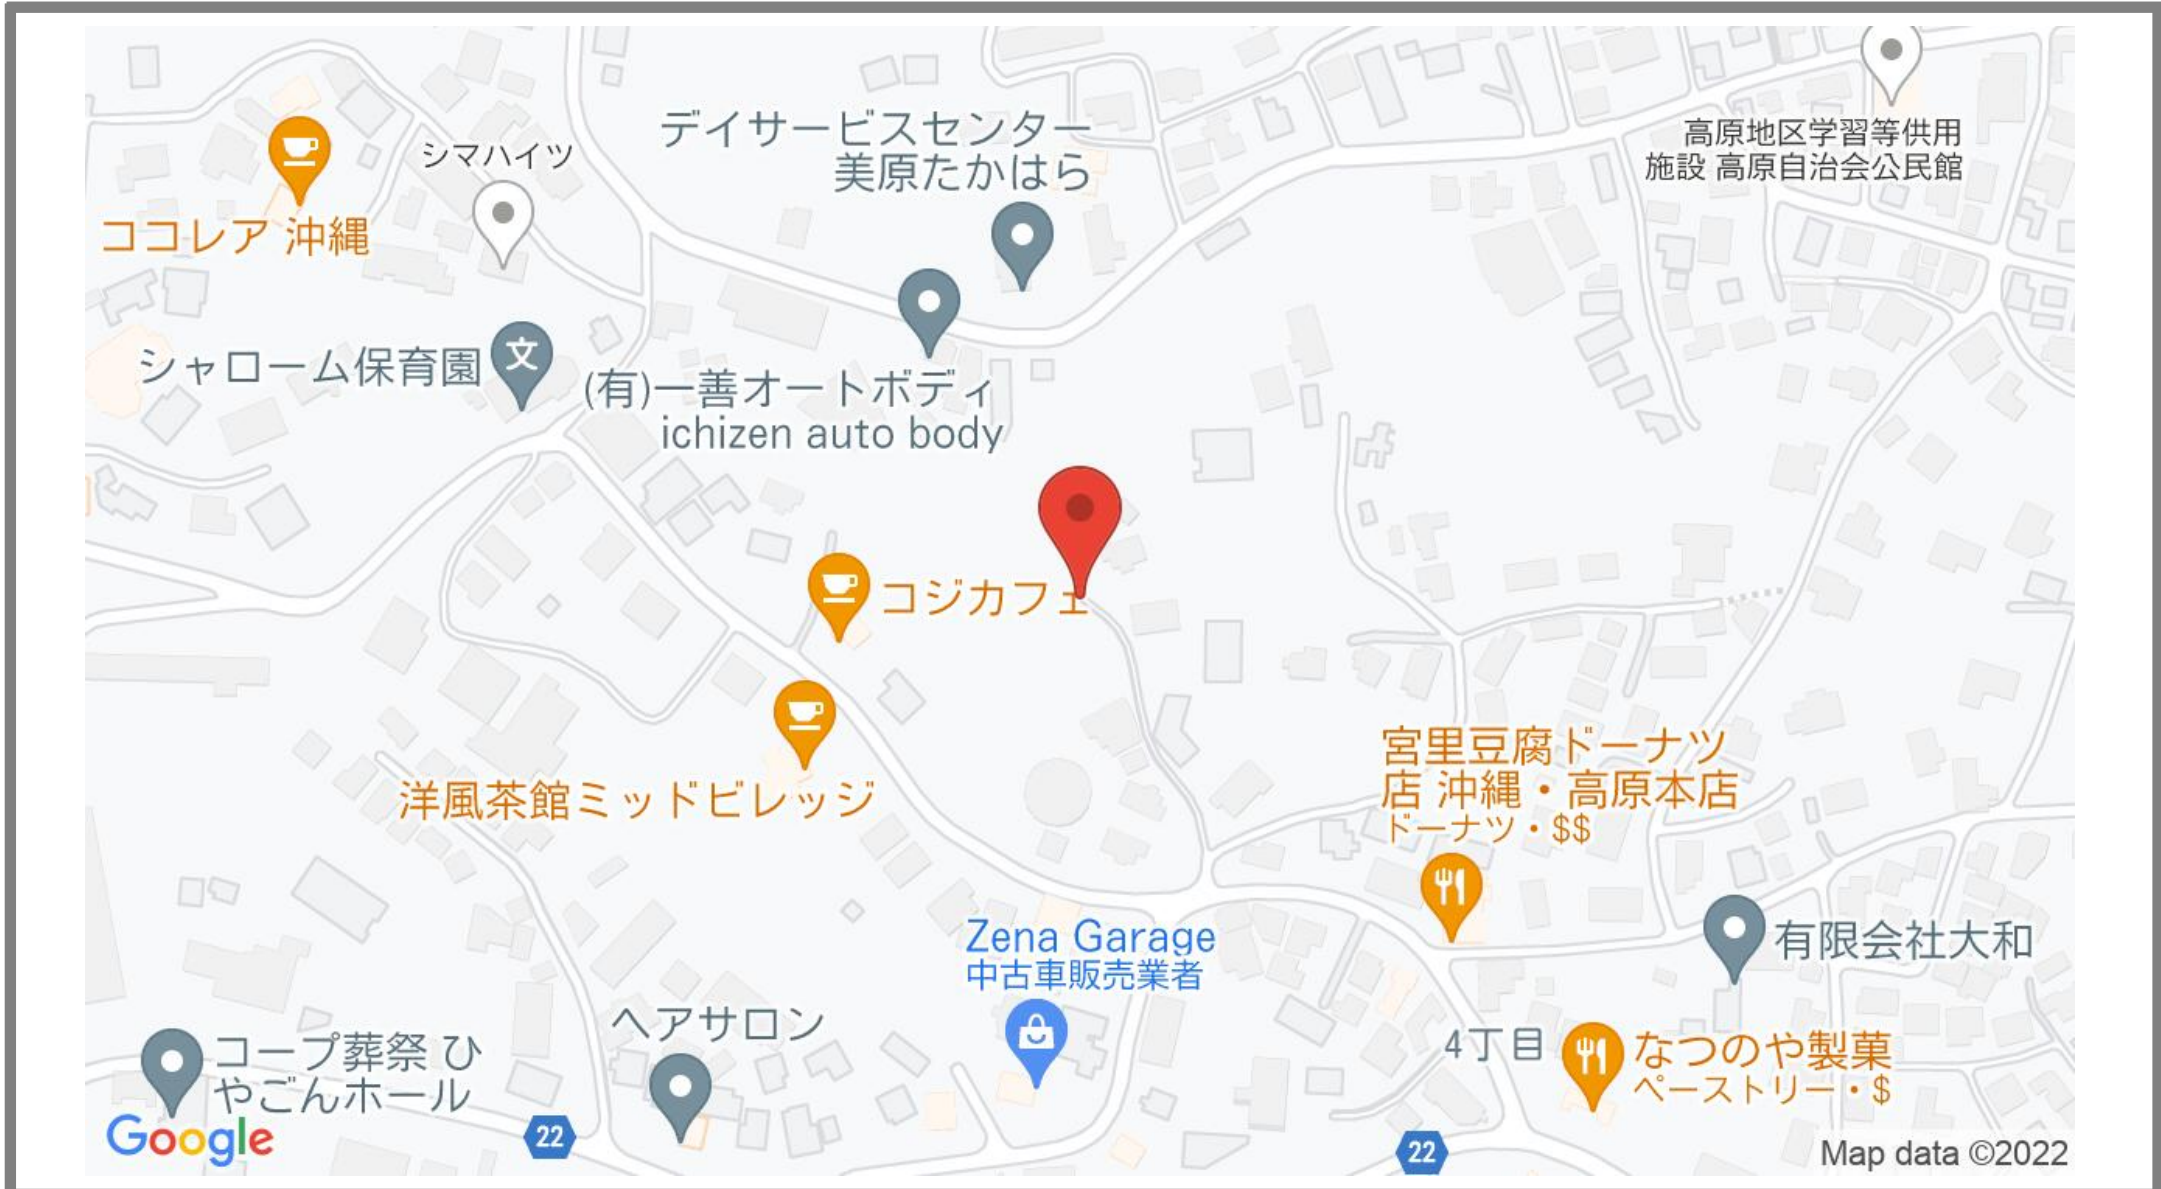 高原地区学習等供用
施設 高原自治会公民館
デイサービスセンター
美原たかはら
シマハイツ
ココレア 沖縄
シャローム保育園
文
(有)一善オートボディ
ichizen auto body
コジカフェ
洋風茶館ミッドビレッジ
宮里豆腐ドーナツ
店 沖縄・高原本店
ドーナツ・$$
Zena Garage
中古車販売業者
有限会社大和
ヘアサロン
4丁目
なつのや製菓
ペーストリー・$
コープ葬祭 ひ
やごんホール
22
22
Google
Map data ©2022